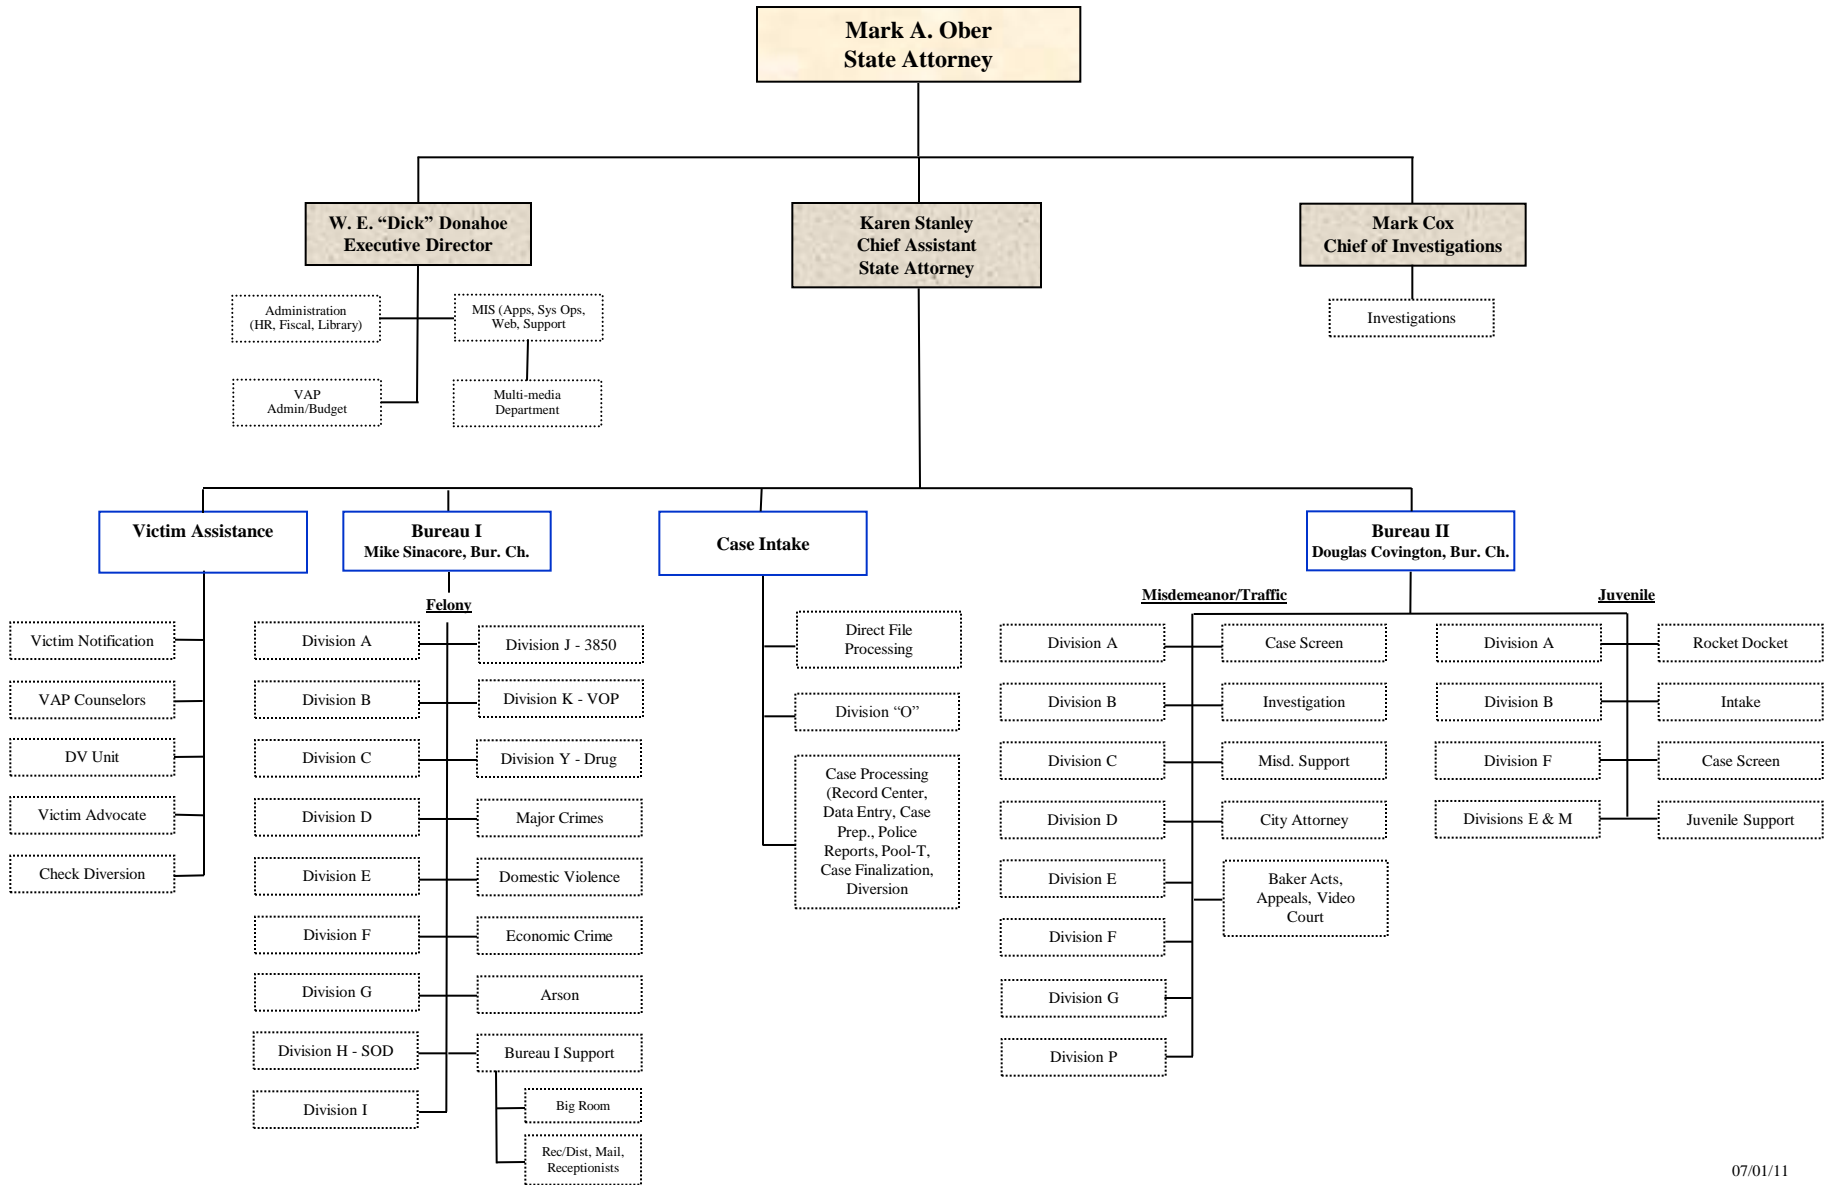 Mark A. Ober
State Attorney
W. E. “Dick” Donahoe
Executive Director
Karen Stanley
Chief Assistant
State Attorney
Mark Cox
Chief of Investigations
Administration
(HR, Fiscal, Library)
MIS (Apps, Sys Ops,
Web, Support
VAP
Admin/Budget
Multi-media
Department
Investigations
Victim Assistance
Bureau I
Mike Sinacore, Bur. Ch.
Case Intake
Bureau II
Douglas Covington, Bur. Ch.
Victim Notification
VAP Counselors
DV Unit
Victim Advocate
Check Diversion
Felony
Division A
Division B
Division C
Division D
Division E
Division F
Division G
Division H - SOD
Division I
Division J - 3850
Division K - VOP
Division Y - Drug
Major Crimes
Domestic Violence
Economic Crime
Arson
Bureau I Support
Big Room
Rec/Dist, Mail,
Receptionists
Direct File
Processing
Division “O”
Case Processing
(Record Center,
Data Entry, Case
Prep., Police
Reports, Pool-T,
Case Finalization,
Diversion
Misdemeanor/Traffic
Division A
Division B
Division C
Division D
Division E
Division F
Division G
Division P
Case Screen
Investigation
Misd. Support
City Attorney
Baker Acts,
Appeals, Video
Court
Juvenile
Division A
Division B
Division F
Divisions E & M
Rocket Docket
Intake
Case Screen
Juvenile Support
07/01/11